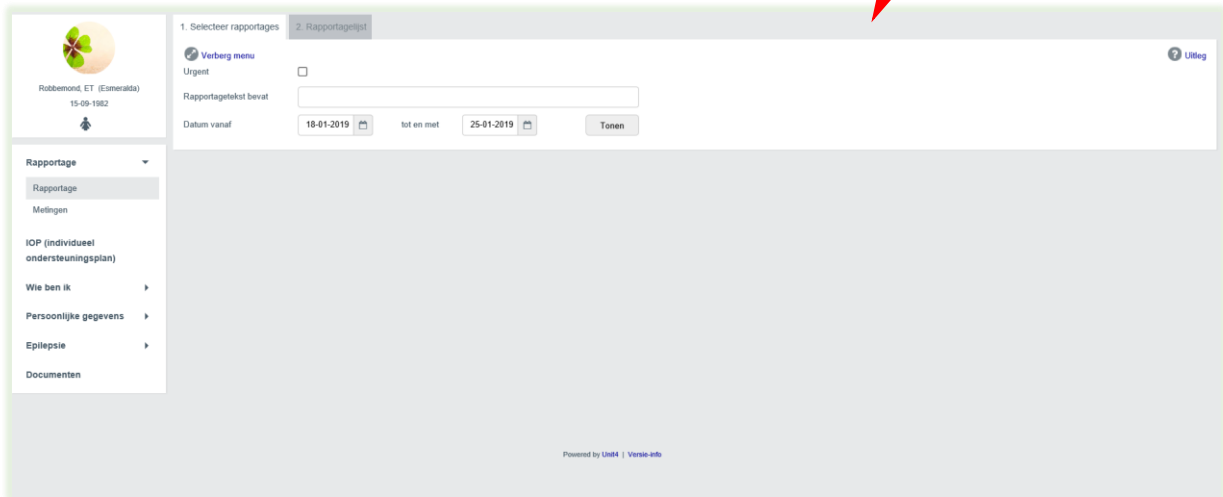 Robbemond, ET (Esmeralda)
15-09-1982
Rapportage
Rapportage
Metingen
IOP (individueel
ondersteuningsplan)
Wie ben ik
Persoonlijke gegevens
Epilepsie
Documenten
1. Selecteer rapportages 2. Rapportagelijst
Verberg menu
Uitleg
Urgent
Rapportagetekst bevat
Datum vanaf 18-01-2019 tot en met 25-01-2019 Tonen
Powered by Unit4 | Versie-info